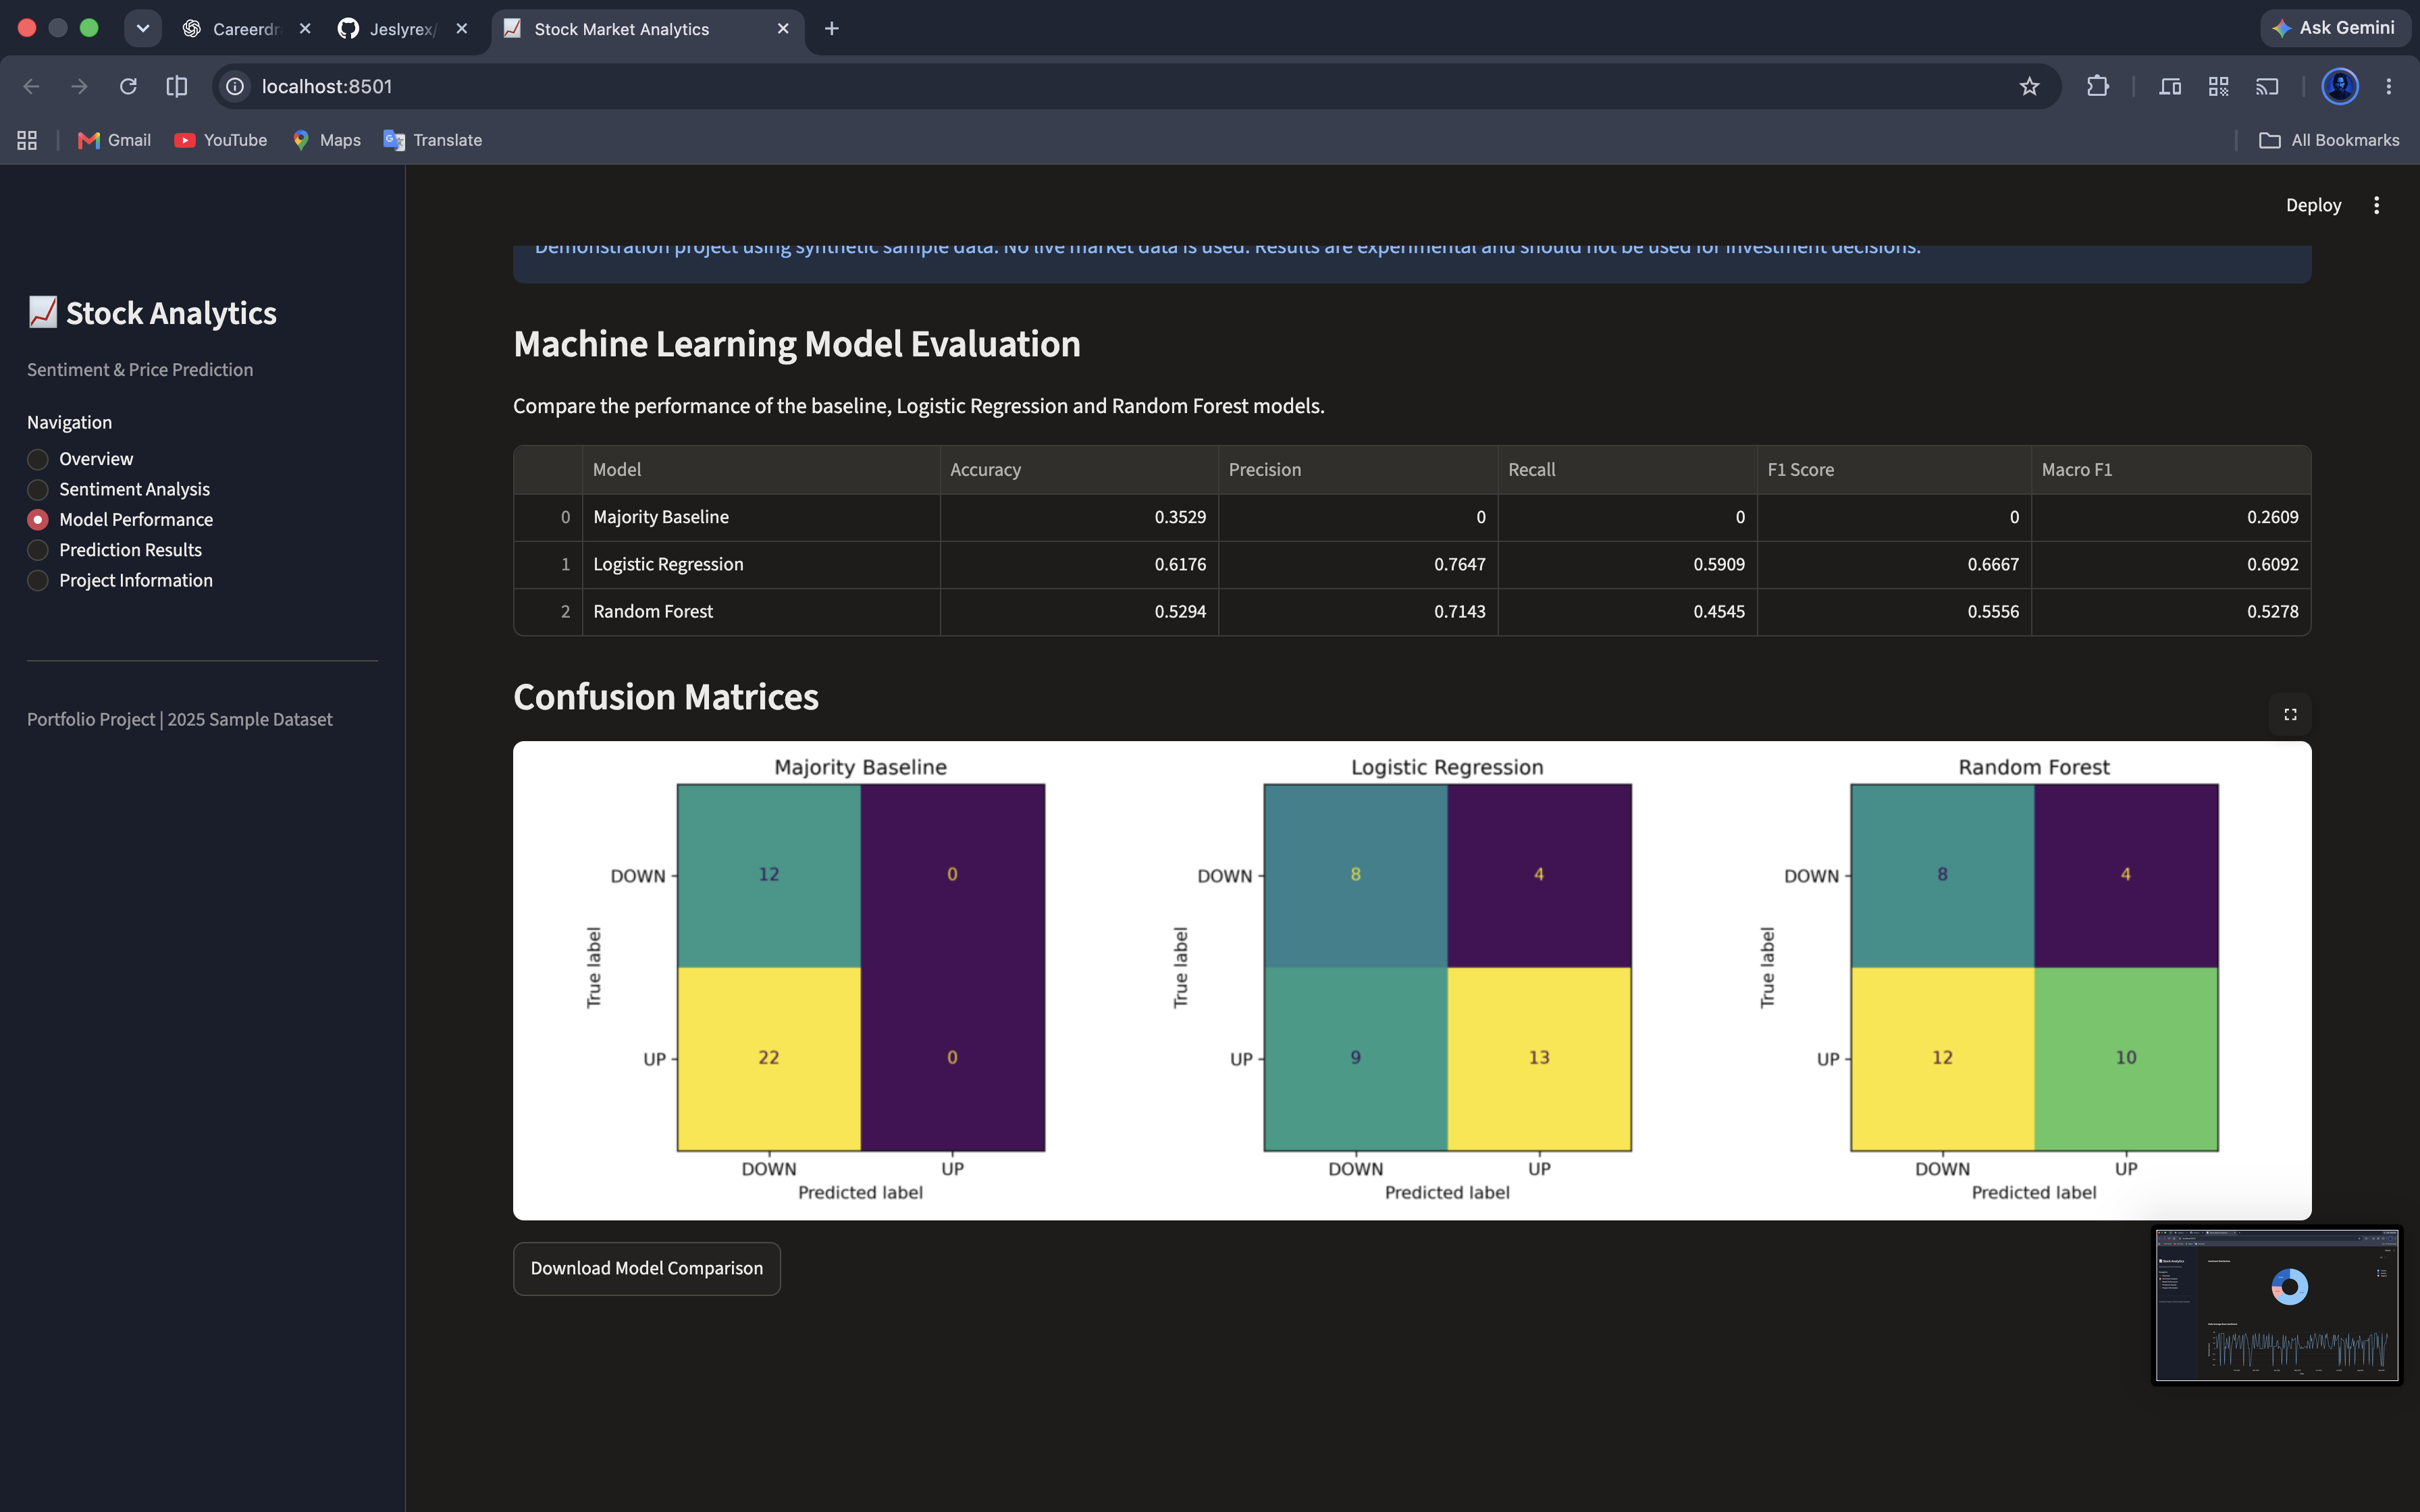 Careerdr
Jeslyrex/
Stock Market Analytics
Ask Gemini
localhost:8501
Gmail
YouTube
Maps
Translate
All Bookmarks
Deploy
Stock Analytics
Sentiment & Price Prediction
Navigation
Overview
Sentiment Analysis
Model Performance
Prediction Results
Project Information
Portfolio Project | 2025 Sample Dataset
Demonstration project using synthetic sample data. No live market data is used. Results are experimental and should not be used for investment decisions.
Machine Learning Model Evaluation
Compare the performance of the baseline, Logistic Regression and Random Forest models.
Model Accuracy Precision Recall F1 Score Macro F1
0 Majority Baseline 0.3529 0 0 0 0.2609
1 Logistic Regression 0.6176 0.7647 0.5909 0.6667 0.6092
2 Random Forest 0.5294 0.7143 0.4545 0.5556 0.5278
Confusion Matrices
Majority Baseline
True label
DOWN 12 0
UP 22 0
DOWN UP
Predicted label
Logistic Regression
True label
DOWN 8 4
UP 9 13
DOWN UP
Predicted label
Random Forest
True label
DOWN 8 4
UP 12 10
DOWN UP
Predicted label
Download Model Comparison